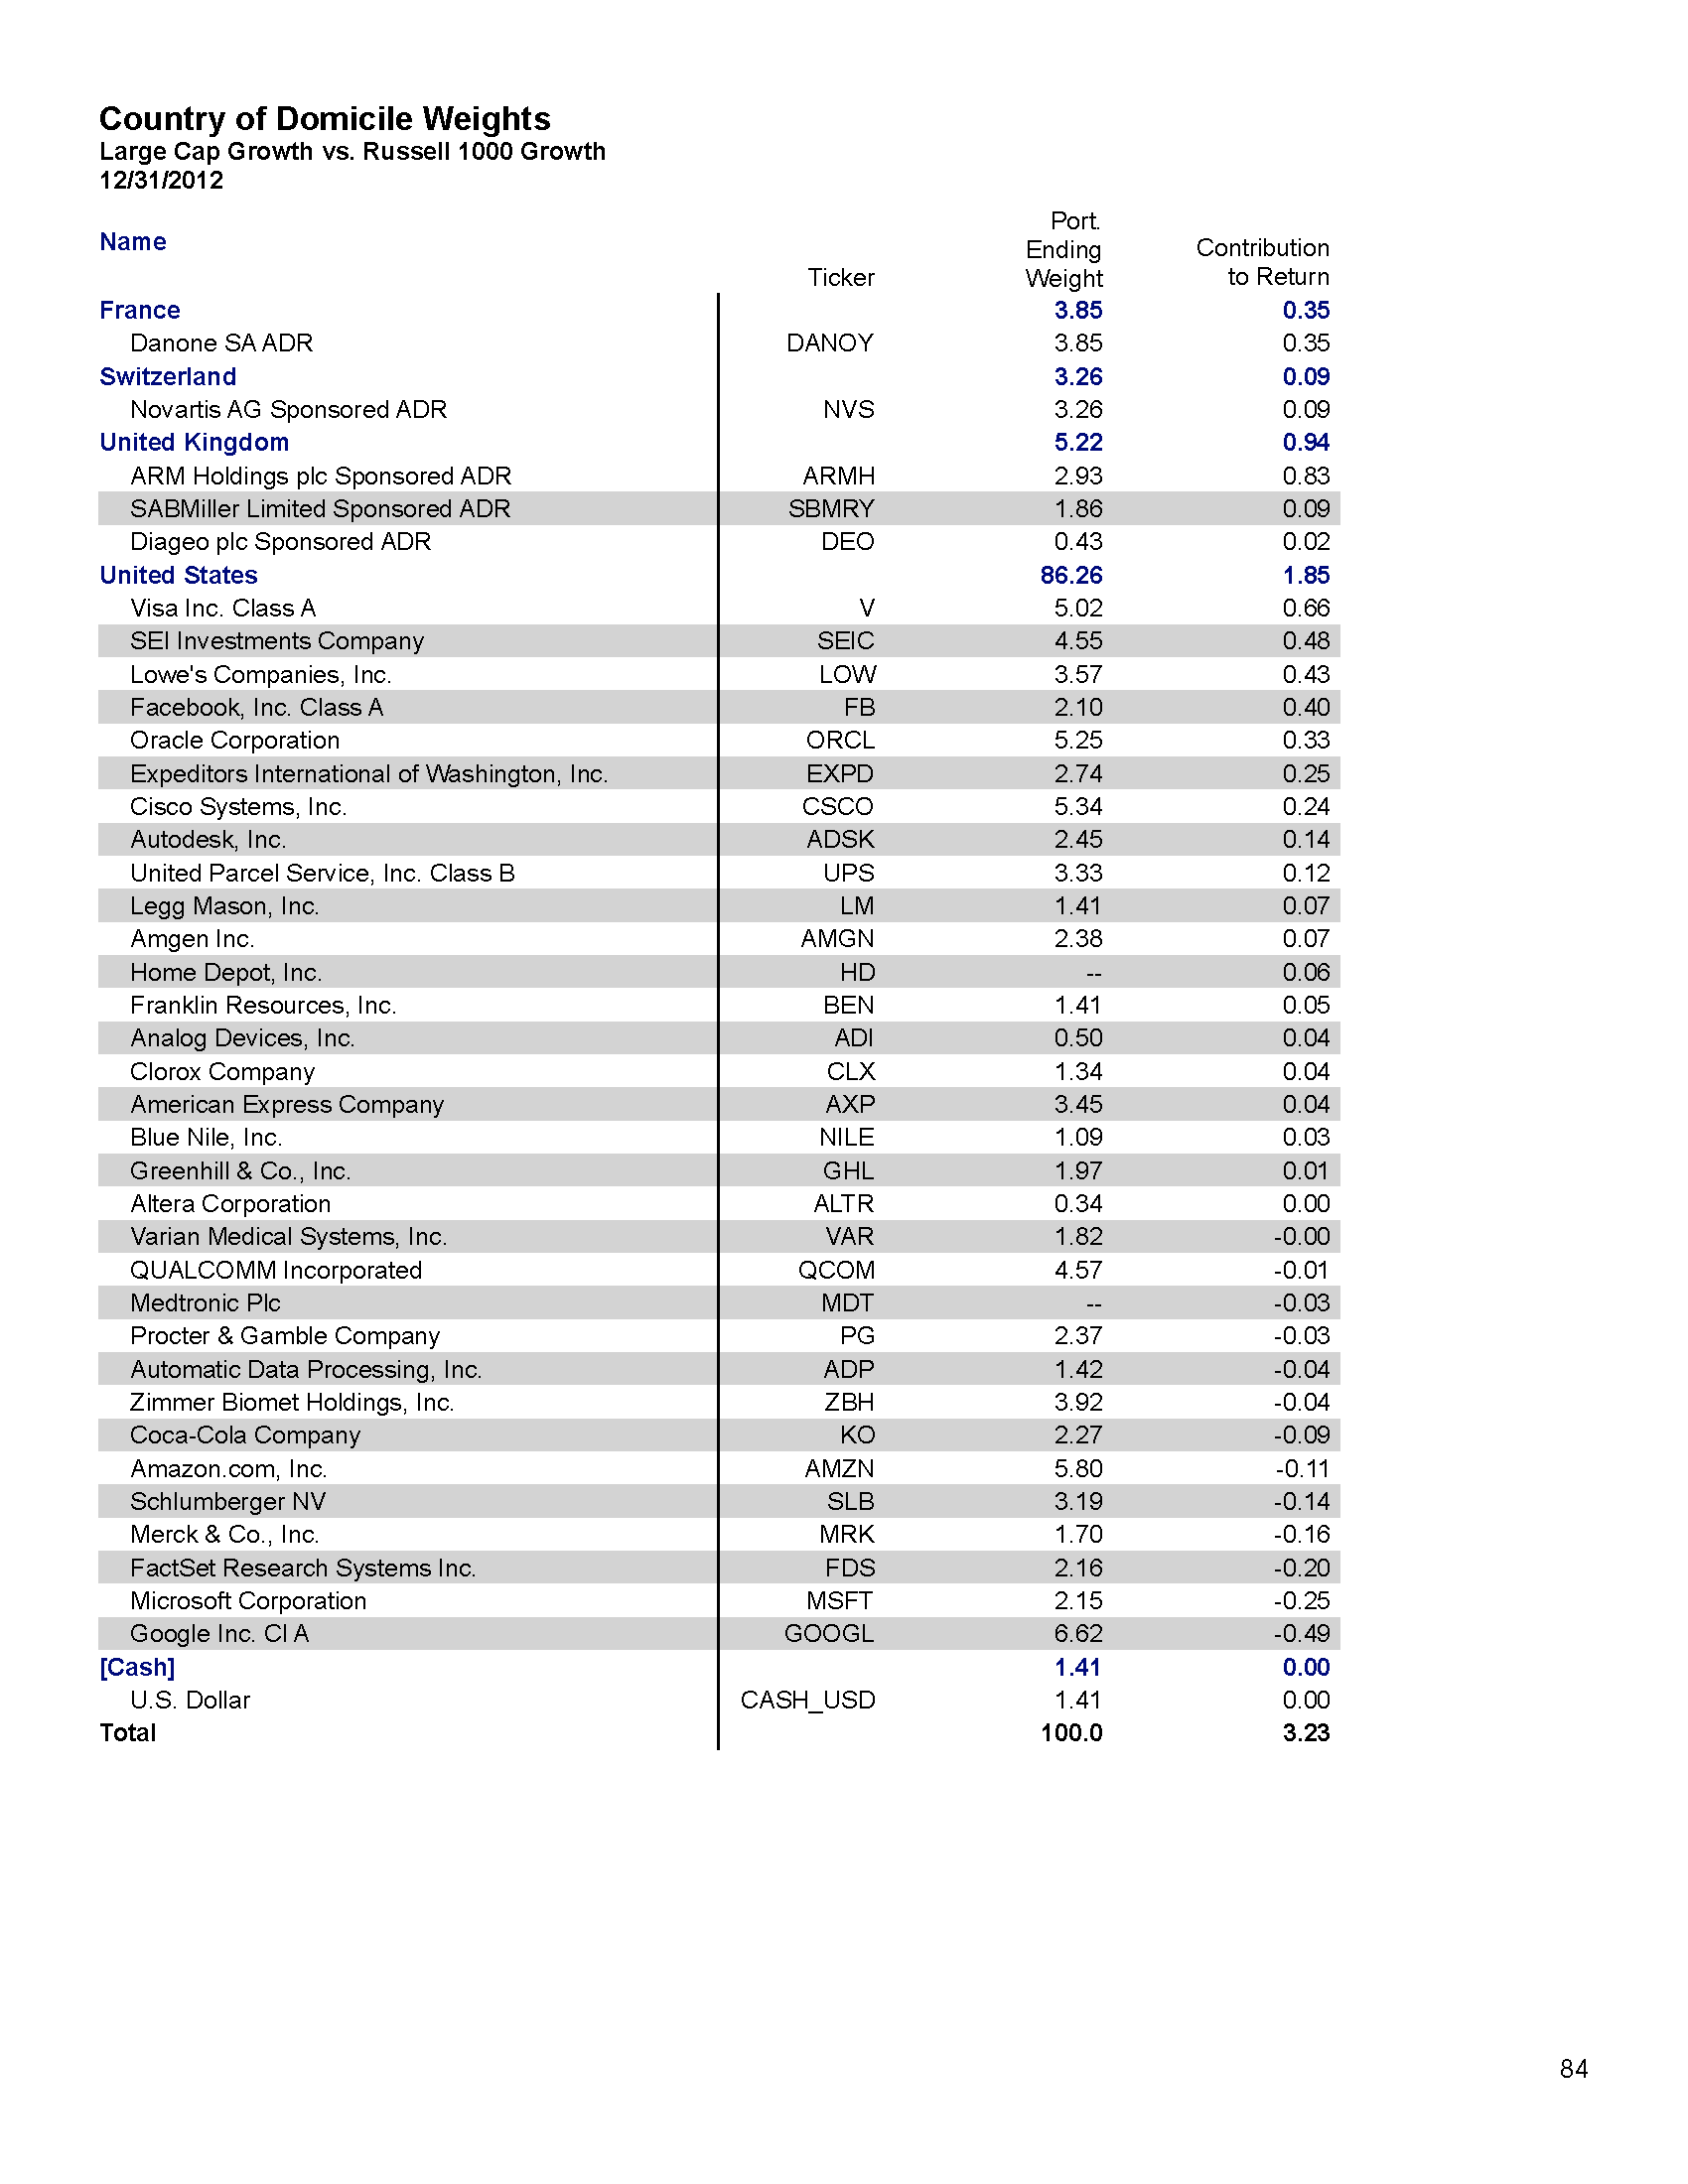 Country of Domicile Weights
Large Cap Growth vs. Russell 1000 Growth
12/31/2012
Name Ticker Port. Ending Weight Contribution to Return
France 3.85 0.35
Danone SA ADR DANOY 3.85 0.35
Switzerland 3.26 0.09
Novartis AG Sponsored ADR NVS 3.26 0.09
United Kingdom 5.22 0.94
ARM Holdings plc Sponsored ADR ARMH 2.93 0.83
SABMiller Limited Sponsored ADR SBMRY 1.86 0.09
Diageo plc Sponsored ADR DEO 0.43 0.02
United States 86.26 1.85
Visa Inc. Class A V 5.02 0.66
SEI Investments Company SEIC 4.55 0.48
Lowe's Companies, Inc. LOW 3.57 0.43
Facebook, Inc. Class A FB 2.10 0.40
Oracle Corporation ORCL 5.25 0.33
Expeditors International of Washington, Inc. EXPD 2.74 0.25
Cisco Systems, Inc. CSCO 5.34 0.24
Autodesk, Inc. ADSK 2.45 0.14
United Parcel Service, Inc. Class B UPS 3.33 0.12
Legg Mason, Inc. LM 1.41 0.07
Amgen Inc. AMGN 2.38 0.07
Home Depot, Inc. HD -- 0.06
Franklin Resources, Inc. BEN 1.41 0.05
Analog Devices, Inc. ADI 0.50 0.04
Clorox Company CLX 1.34 0.04
American Express Company AXP 3.45 0.04
Blue Nile, Inc. NILE 1.09 0.03
Greenhill & Co., Inc. GHL 1.97 0.01
Altera Corporation ALTR 0.34 0.00
Varian Medical Systems, Inc. VAR 1.82 -0.00
QUALCOMM Incorporated QCOM 4.57 -0.01
Medtronic Plc MDT -- -0.03
Procter & Gamble Company PG 2.37 -0.03
Automatic Data Processing, Inc. ADP 1.42 -0.04
Zimmer Biomet Holdings, Inc. ZBH 3.92 -0.04
Coca-Cola Company KO 2.27 -0.09
Amazon.com, Inc. AMZN 5.80 -0.11
Schlumberger NV SLB 3.19 -0.14
Merck & Co., Inc. MRK 1.70 -0.16
FactSet Research Systems Inc. FDS 2.16 -0.20
Microsoft Corporation MSFT 2.15 -0.25
Google Inc. Cl A GOOGL 6.62 -0.49
[Cash] 1.41 0.00
U.S. Dollar CASH_USD 1.41 0.00
Total 100.0 3.23
84